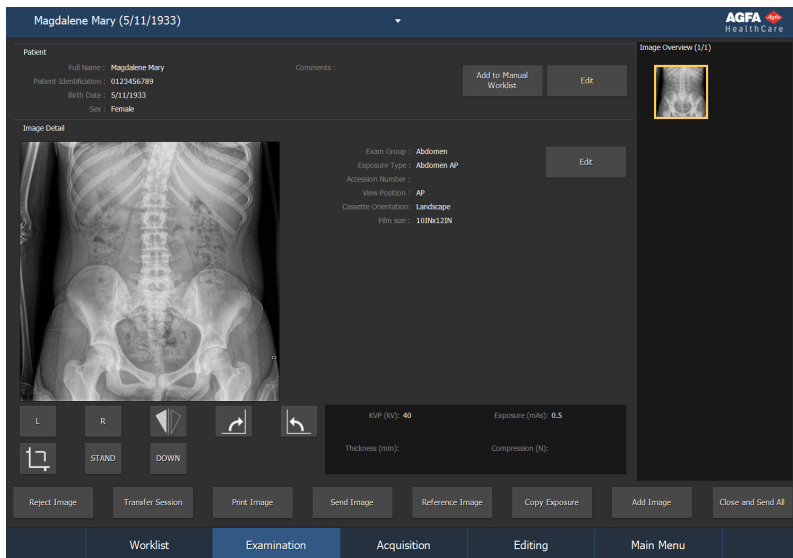 Magdalene Mary (5/11/1933)
AGFA
HealthCare
Patient
Full Name : Magdalene Mary
Comments :
Patient Identification : 0123456789
Birth Date : 5/11/1933
Sex : Female
Add to Manual
Worklist
Edit
Image Overview (1/1)
Image Detail
Exam Group : Abdomen
Exposure Type : Abdomen AP
Accession Number :
View Position : AP
Cassette Orientation: Landscape
Film size : 10INx12IN
Edit
L
R
STAND
DOWN
KVP (kV): 40
Exposure (mAs): 0.5
Thickness (mm):
Compression (N):
Reject Image
Transfer Session
Print Image
Send Image
Reference Image
Copy Exposure
Add Image
Close and Send All
Worklist
Examination
Acquisition
Editing
Main Menu